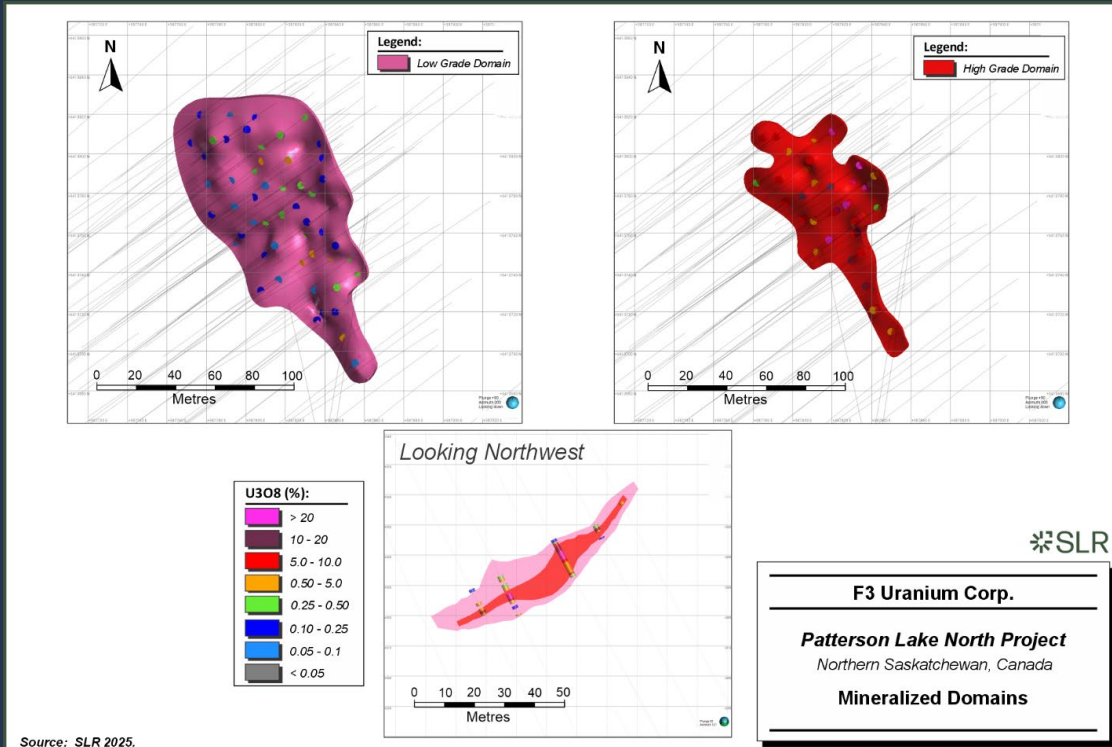 Legend:
Low Grade Domain
N
0 20 40 60 80 100
Metres
Legend:
High Grade Domain
N
0 20 40 60 80 100
Metres
Looking Northwest
0 10 20 30 40 50
Metres
U3O8 (%):
> 20
10 - 20
5.0 - 10.0
0.50 - 5.0
0.25 - 0.50
0.10 - 0.25
0.05 - 0.1
< 0.05
SLR
F3 Uranium Corp.
Patterson Lake North Project
Northern Saskatchewan, Canada
Mineralized Domains
Source: SLR 2025.